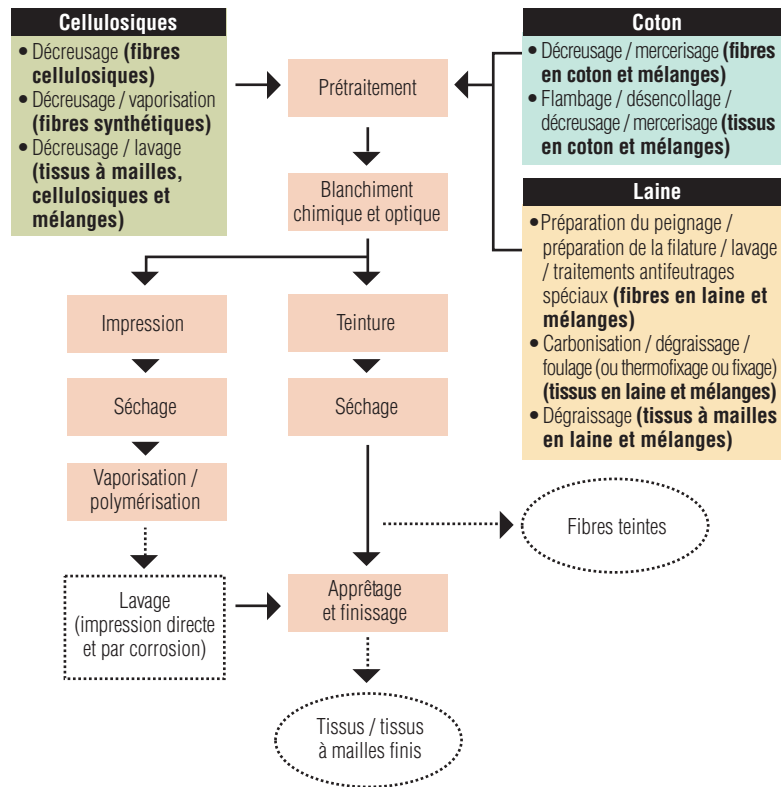 Cellulosiques
• Décreusage (fibres
cellulosiques)
• Décreusage / vaporisation
(fibres synthétiques)
• Décreusage / lavage
(tissus à mailles,
cellulosiques et
mélanges)
Prétraitement
Coton
• Décreusage / mercerisage (fibres
en coton et mélanges)
• Flambage / désencollage /
décreusage / mercerisage (tissus
en coton et mélanges)
Blanchiment
chimique et optique
Laine
• Préparation du peignage /
préparation de la filature / lavage
/ traitements antifeutrages
spéciaux (fibres en laine et
mélanges)
• Carbonisation / dégraissage /
foulage (ou thermofixage ou fixage)
(tissus en laine et mélanges)
• Dégraissage (tissus à mailles
en laine et mélanges)
Impression
Teinture
Séchage
Séchage
Vaporisation /
polymérisation
Fibres teintes
Lavage
(impression directe
et par corrosion)
Apprêtage
et finissage
Tissus / tissus
à mailles finis